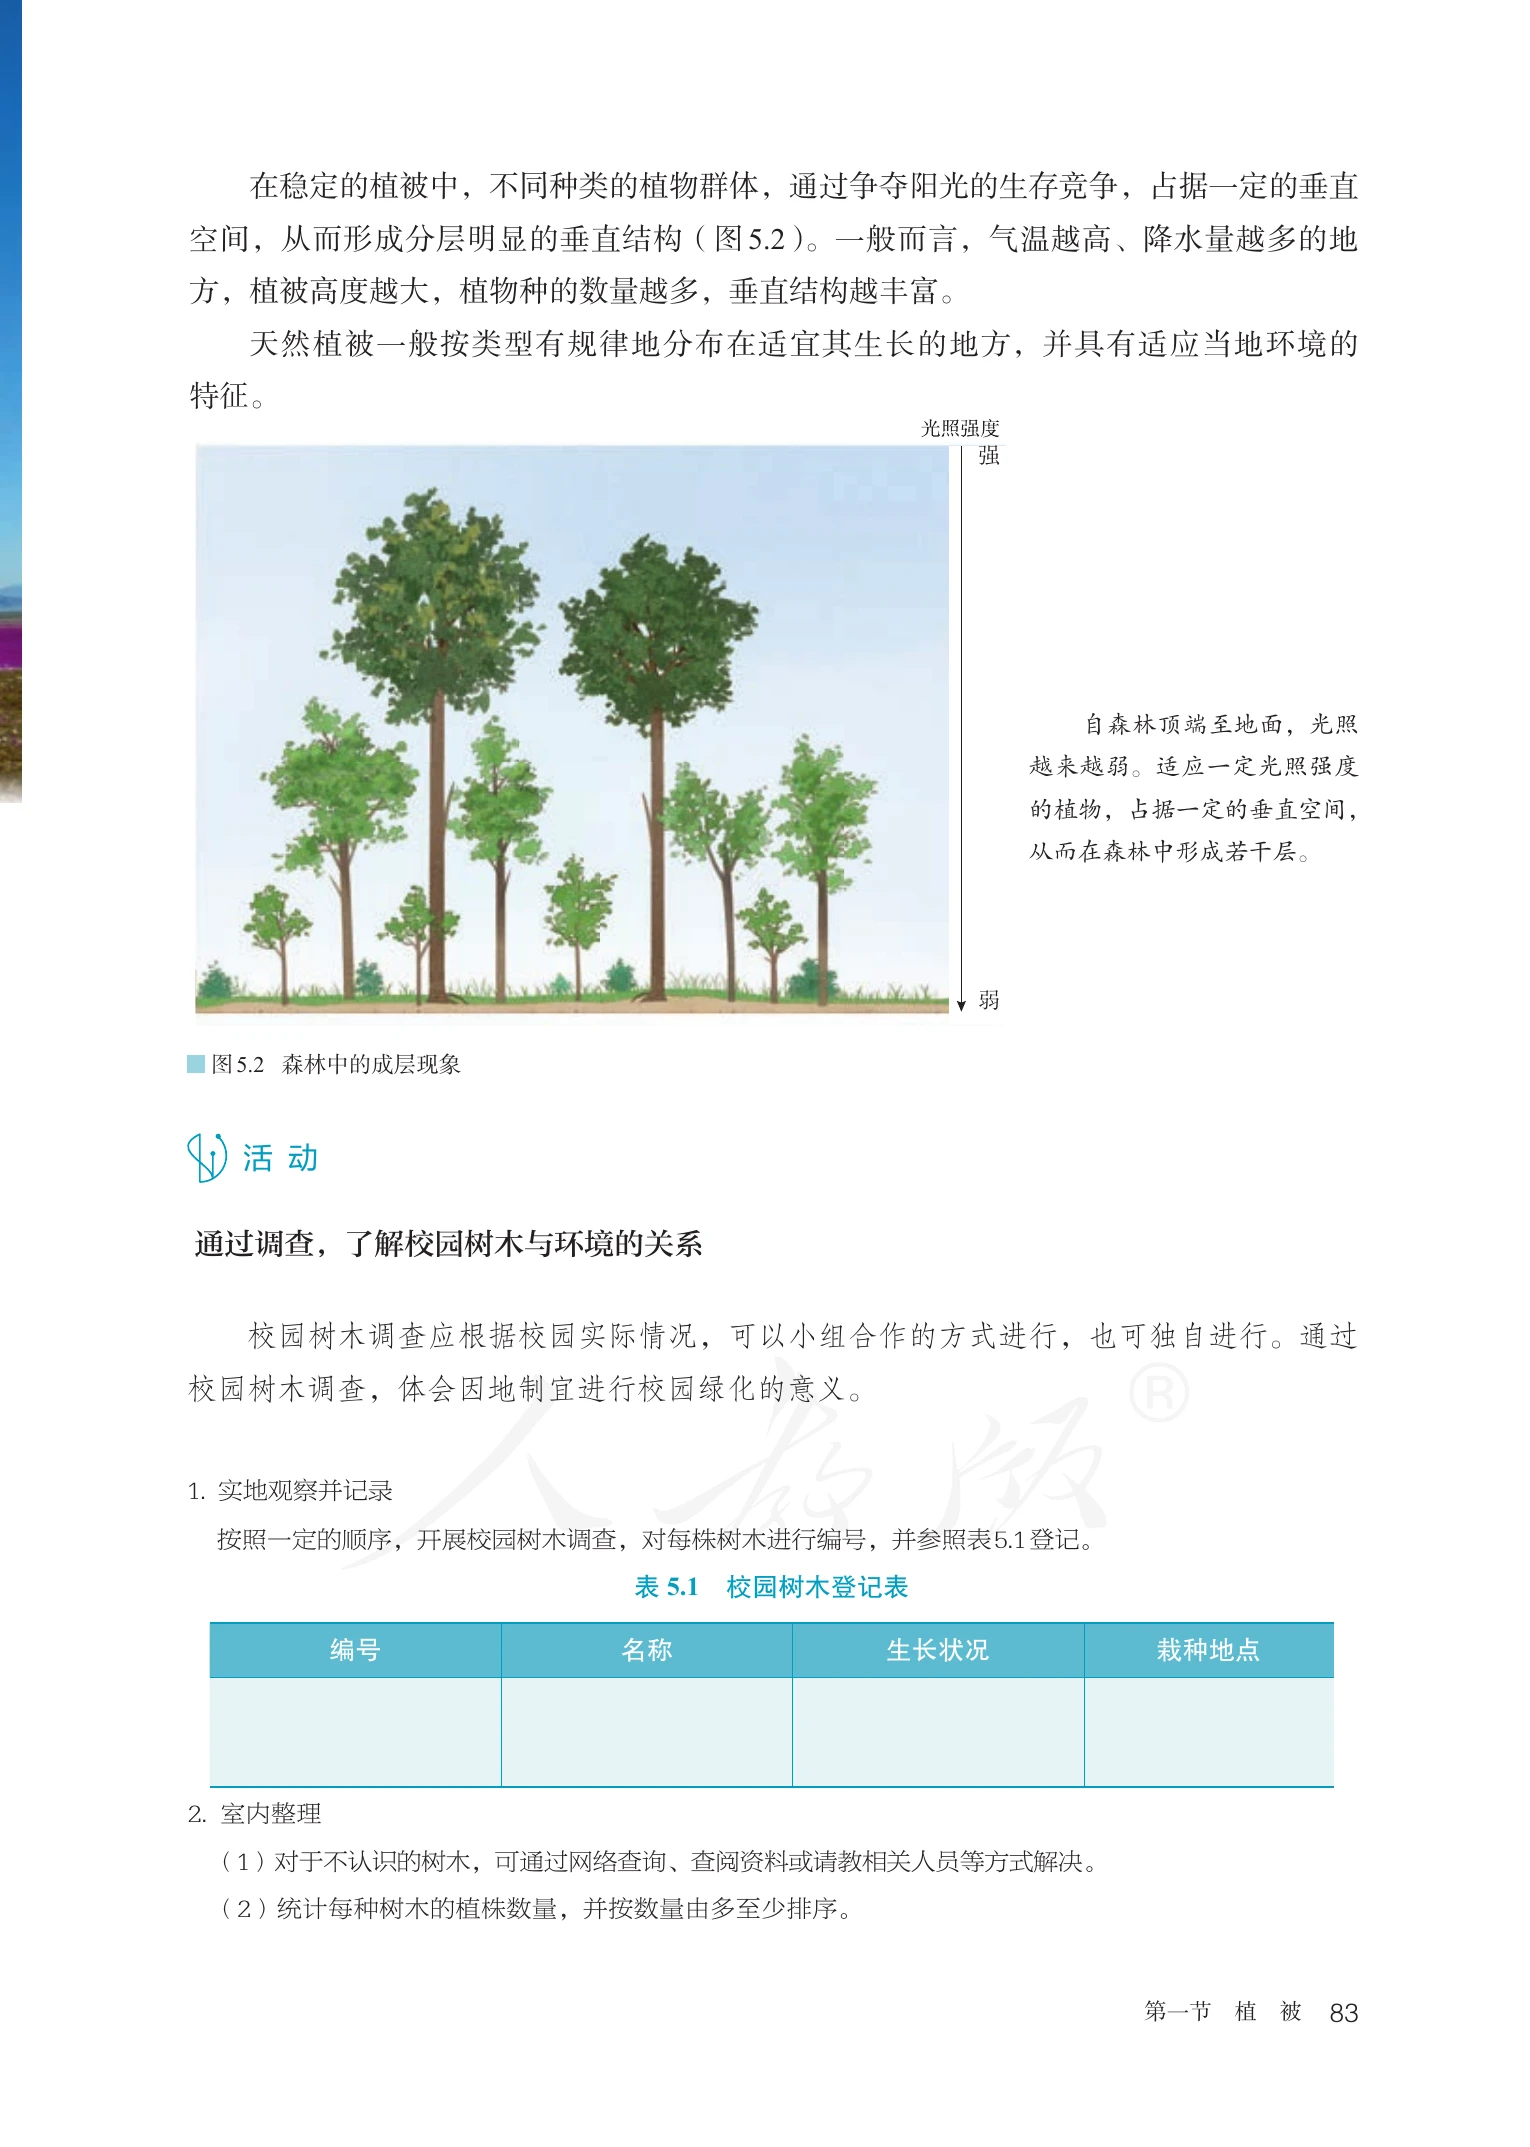 在稳定的植被中，不同种类的植物群体，通过争夺阳光的生存竞争，占据一定的垂直
空间，从而形成分层明显的垂直结构（图5.2）。一般而言，气温越高、降水量越多的地
方，植被高度越大，植物种的数量越多，垂直结构越丰富。
天然植被一般按类型有规律地分布在适宜其生长的地方，并具有适应当地环境的
特征。
光照强度
强
自森林顶端至地面，光照
越来越弱。适应一定光照强度
的植物，占据一定的垂直空间，
从而在森林中形成若干层。
弱
图5.2 森林中的成层现象
活动
通过调查，了解校园树木与环境的关系
校园树木调查应根据校园实际情况，可以小组合作的方式进行，也可独自进行。通过
校园树木调查，体会因地制宜进行校园绿化的意义。
人教版®
1. 实地观察并记录
按照一定的顺序，开展校园树木调查，对每株树木进行编号，并参照表5.1登记。
表 5.1 校园树木登记表
编号 名称 生长状况 栽种地点
2. 室内整理
（1）对于不认识的树木，可通过网络查询、查阅资料或请教相关人员等方式解决。
（2）统计每种树木的植株数量，并按数量由多至少排序。
第一节 植 被 83